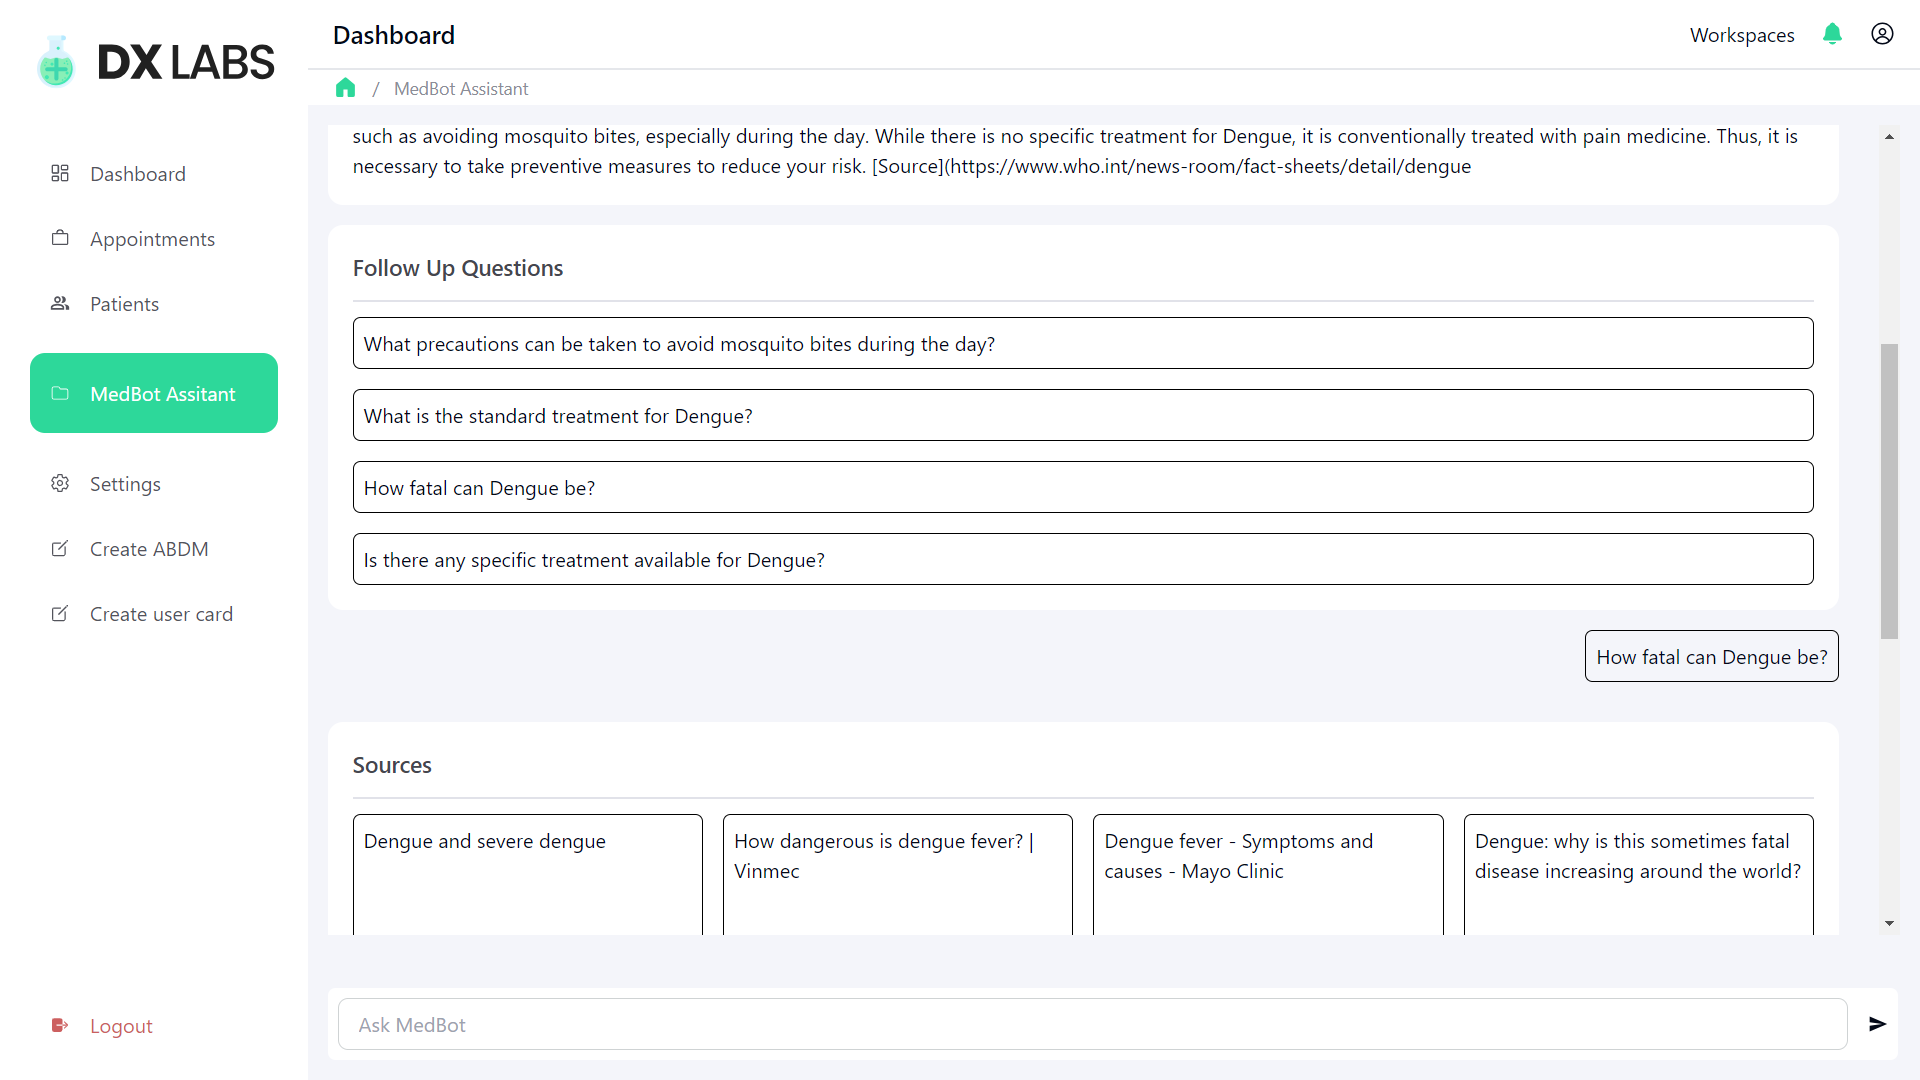 DX LABS
Dashboard
Workspaces
/ MedBot Assistant
Dashboard
Appointments
Patients
MedBot Assitant
Settings
Create ABDM
Create user card
Logout
such as avoiding mosquito bites, especially during the day. While there is no specific treatment for Dengue, it is conventionally treated with pain medicine. Thus, it is
necessary to take preventive measures to reduce your risk. [Source](https://www.who.int/news-room/fact-sheets/detail/dengue
Follow Up Questions
What precautions can be taken to avoid mosquito bites during the day?
What is the standard treatment for Dengue?
How fatal can Dengue be?
Is there any specific treatment available for Dengue?
How fatal can Dengue be?
Sources
Dengue and severe dengue
How dangerous is dengue fever? |
Vinmec
Dengue fever - Symptoms and
causes - Mayo Clinic
Dengue: why is this sometimes fatal
disease increasing around the world?
Ask MedBot